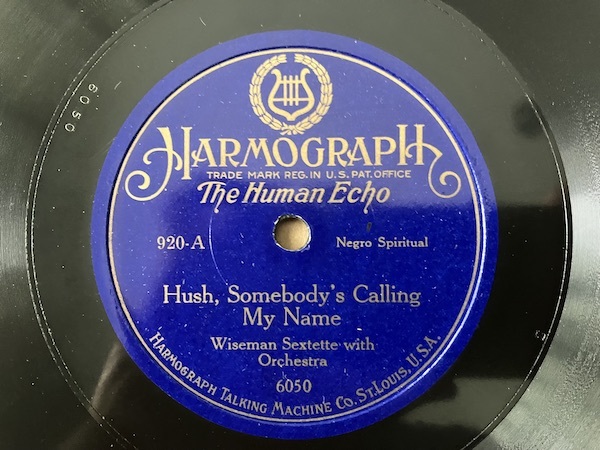 HARMOGRAPH
TRADE MARK REG. IN U.S. PAT. OFFICE
The Human Echo
920-A
Negro Spiritual
Hush, Somebody's Calling
My Name
Wiseman Sextette with
Orchestra
6050
HARMOGRAPH TALKING MACHINE CO. ST. LOUIS, U.S.A.
6050